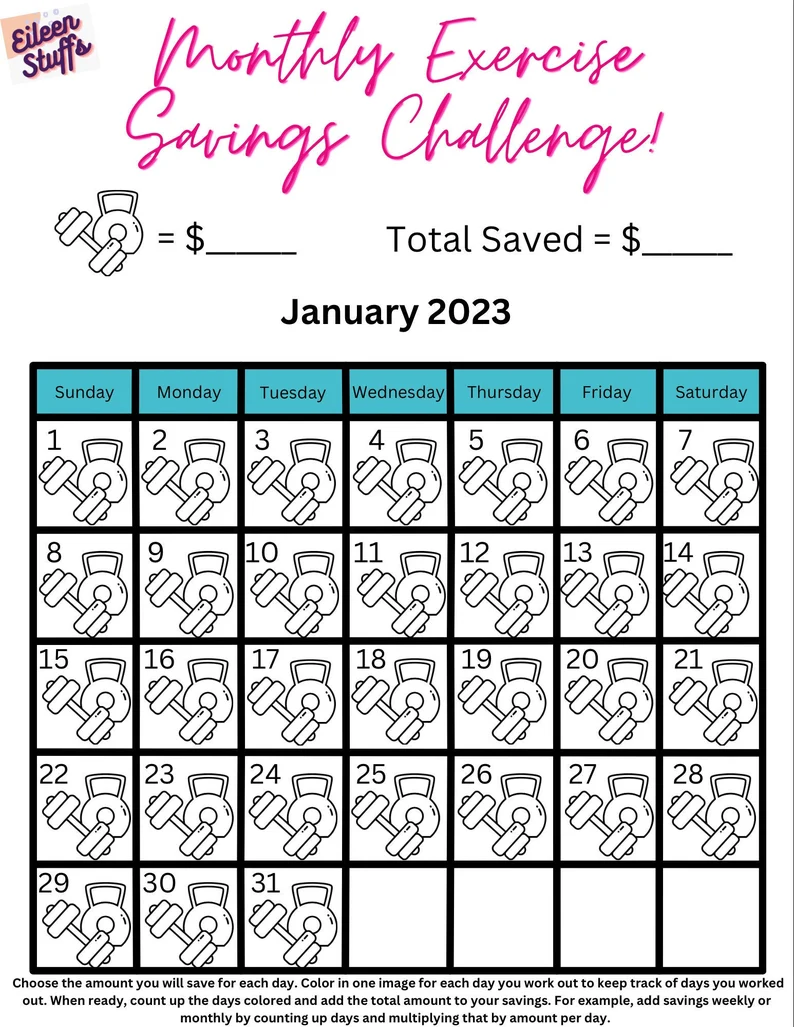 Eileen
Stuffs
Monthly Exercise
Savings Challenge!
= $_____ Total Saved = $_____
January 2023
Sunday Monday Tuesday Wednesday Thursday Friday Saturday
1 2 3 4 5 6 7
8 9 10 11 12 13 14
15 16 17 18 19 20 21
22 23 24 25 26 27 28
29 30 31
Choose the amount you will save for each day. Color in one image for each day you work out to keep track of days you worked
out. When ready, count up the days colored and add the total amount to your savings. For example, add savings weekly or
monthly by counting up days and multiplying that by amount per day.